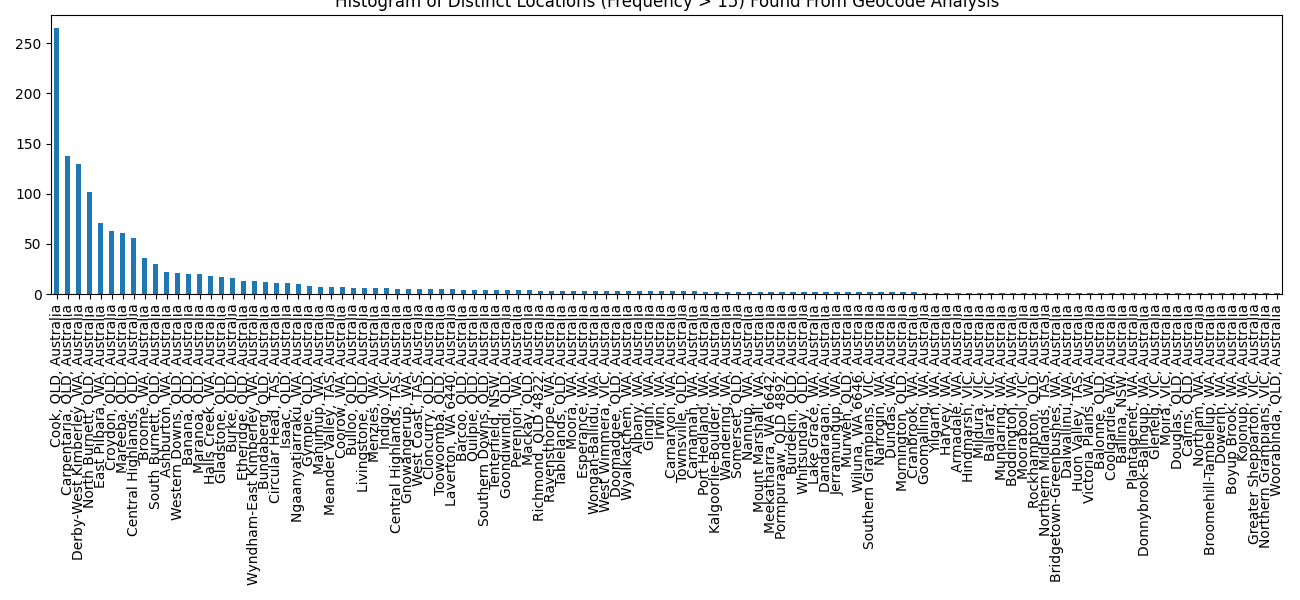 Histogram of Distinct Locations (Frequency > 15) Found From Geocode Analysis
250
200
150
100
50
0
Cook, QLD, Australia
Carpentaria, QLD, Australia
Derby-West Kimberley, WA, Australia
North Burnett, QLD, Australia
East Pilbara, WA, Australia
Croydon, QLD, Australia
Mareeba, QLD, Australia
Central Highlands, QLD, Australia
Broome, WA, Australia
South Burnett, QLD, Australia
Ashburton, WA, Australia
Western Downs, QLD, Australia
Banana, QLD, Australia
Maranoa, QLD, Australia
Halls Creek, WA, Australia
Gladstone, QLD, Australia
Burke, QLD, Australia
Etheridge, QLD, Australia
Wyndham-East Kimberley, WA, Australia
Bundaberg, QLD, Australia
Circular Head, TAS, Australia
Isaac, QLD, Australia
Ngaanyatjarraku, WA, Australia
Gympie, QLD, Australia
Manjimup, WA, Australia
Meander Valley, TAS, Australia
Coorow, WA, Australia
Boulia, QLD, Australia
Livingstone, QLD, Australia
Menzies, WA, Australia
Indigo, VIC, Australia
Central Highlands, TAS, Australia
Gnowangerup, WA, Australia
West Coast, TAS, Australia
Cloncurry, QLD, Australia
Toowoomba, QLD, Australia
Laverton, WA 6440, Australia
Barcoo, QLD, Australia
Quilpie, QLD, Australia
Southern Downs, QLD, Australia
Tenterfield, NSW, Australia
Goondiwindi, QLD, Australia
Perenjori, WA, Australia
Mackay, QLD, Australia
Richmond, QLD 4822, Australia
Ravensthorpe, WA, Australia
Tablelands, QLD, Australia
Moora, WA, Australia
Esperance, WA, Australia
Wongan-Ballidu, WA, Australia
West Wimmera, VIC, Australia
Doomadgee, QLD, Australia
Wyalkatchem, WA, Australia
Albany, WA, Australia
Gingin, WA, Australia
Irwin, WA, Australia
Carnarvon, WA, Australia
Townsville, QLD, Australia
Carnamah, WA, Australia
Port Hedland, WA, Australia
Kalgoorlie-Boulder, WA, Australia
Wandering, WA, Australia
Somerset, QLD, Australia
Nannup, WA, Australia
Mount Marshall, WA, Australia
Meekatharra, WA 6642, Australia
Pormpuraaw, QLD 4892, Australia
Burdekin, QLD, Australia
Whitsunday, QLD, Australia
Lake Grace, WA, Australia
Dandaragan, WA, Australia
Jerramungup, WA, Australia
Murweh, QLD, Australia
Wiluna, WA 6646, Australia
Southern Grampians, VIC, Australia
Narrogin, WA, Australia
Dundas, WA, Australia
Mornington, QLD, Australia
Cranbrook, WA, Australia
Goomalling, WA, Australia
Yilgarn, WA, Australia
Harvey, WA, Australia
Armadale, WA, Australia
Hindmarsh, VIC, Australia
Mildura, VIC, Australia
Ballarat, VIC, Australia
Mundaring, WA, Australia
Boddington, WA, Australia
Moorabool, VIC, Australia
Rockhampton, QLD, Australia
Northern Midlands, TAS, Australia
Bridgetown-Greenbushes, WA, Australia
Dalwallinu, WA, Australia
Huon Valley, TAS, Australia
Victoria Plains, WA, Australia
Balonne, QLD, Australia
Coolgardie, WA, Australia
Ballina, NSW, Australia
Plantagenet, WA, Australia
Donnybrook-Balingup, WA, Australia
Glenelg, VIC, Australia
Moira, VIC, Australia
Douglas, QLD, Australia
Cairns, QLD, Australia
Northam, WA, Australia
Broomehill-Tambellup, WA, Australia
Dowerin, WA, Australia
Boyup Brook, WA, Australia
Kojonup, WA, Australia
Greater Shepparton, VIC, Australia
Northern Grampians, VIC, Australia
Woorabinda, QLD, Australia